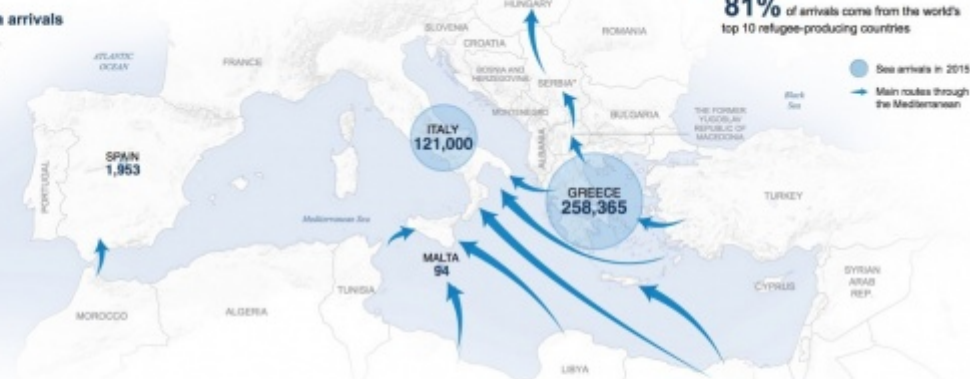 a arrivals
81% of arrivals come from the world's
top 10 refugee-producing countries
Sea arrivals in 2015
Main routes through
the Mediterranean
HUNGARY
SLOVENIA
ROMANIA
CROATIA
ATLANTIC
OCEAN
FRANCE
BOSNIA AND
HERZEGOVINA
SERBIA*
Black
Sea
MONTENEGRO
BULGARIA
THE FORMER
YUGOSLAV
REPUBLIC OF
MACEDONIA
ITALY
121,000
ALBANIA
SPAIN
1,953
PORTUGAL
GREECE
258,365
TURKEY
Mediterranean Sea
MALTA
94
TUNISIA
CYPRUS
SYRIAN
ARAB
REP.
MOROCCO
ALGERIA
LIBYA